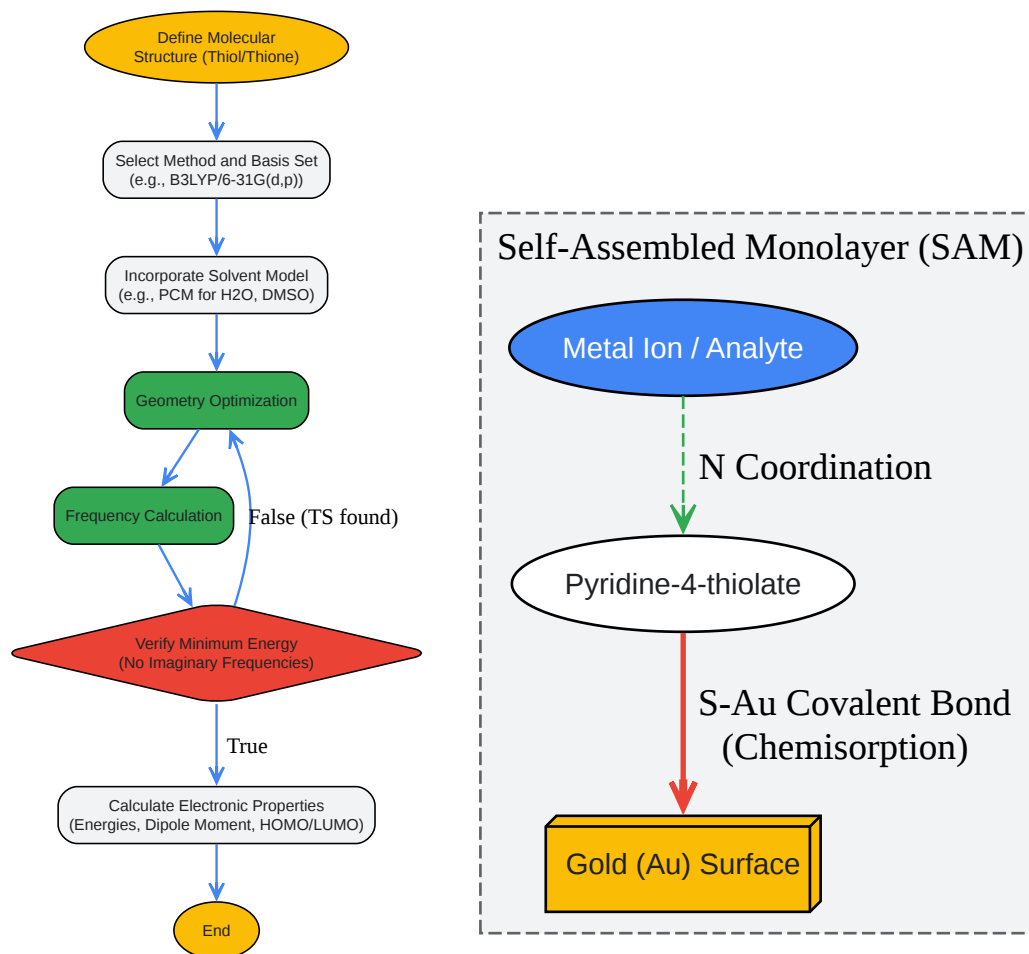 Define Molecular
Structure (Thiol/Thione)
Select Method and Basis Set
(e.g., B3LYP/6-31G(d,p))
Incorporate Solvent Model
(e.g., PCM for H2O, DMSO)
Geometry Optimization
Frequency Calculation
False (TS found)
Verify Minimum Energy
(No Imaginary Frequencies)
True
Calculate Electronic Properties
(Energies, Dipole Moment, HOMO/LUMO)
End
Self-Assembled Monolayer (SAM)
Metal Ion / Analyte
N Coordination
Pyridine-4-thiolate
S-Au Covalent Bond
(Chemisorption)
Gold (Au) Surface